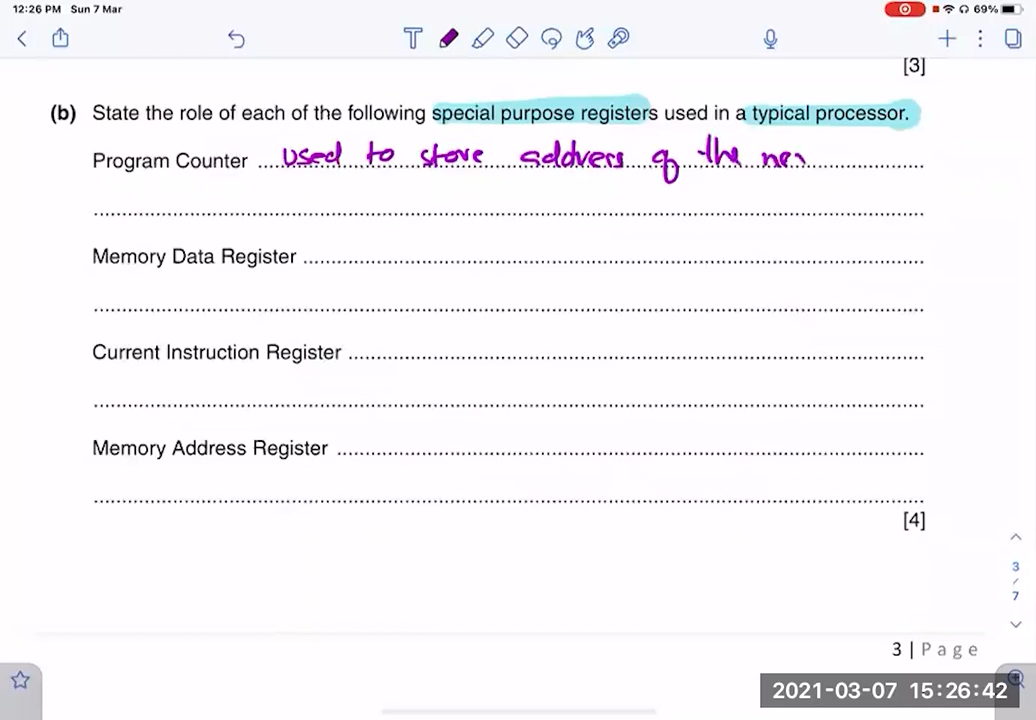 12:26 PM Sun 7 Mar
69%
[3]
(b) State the role of each of the following special purpose registers used in a typical processor.
Program Counter ........ used to store address of the nex
Memory Data Register ........
Current Instruction Register ........
Memory Address Register ........
[4]
3
/
7
3 | Page
2021-03-07 15:26:42